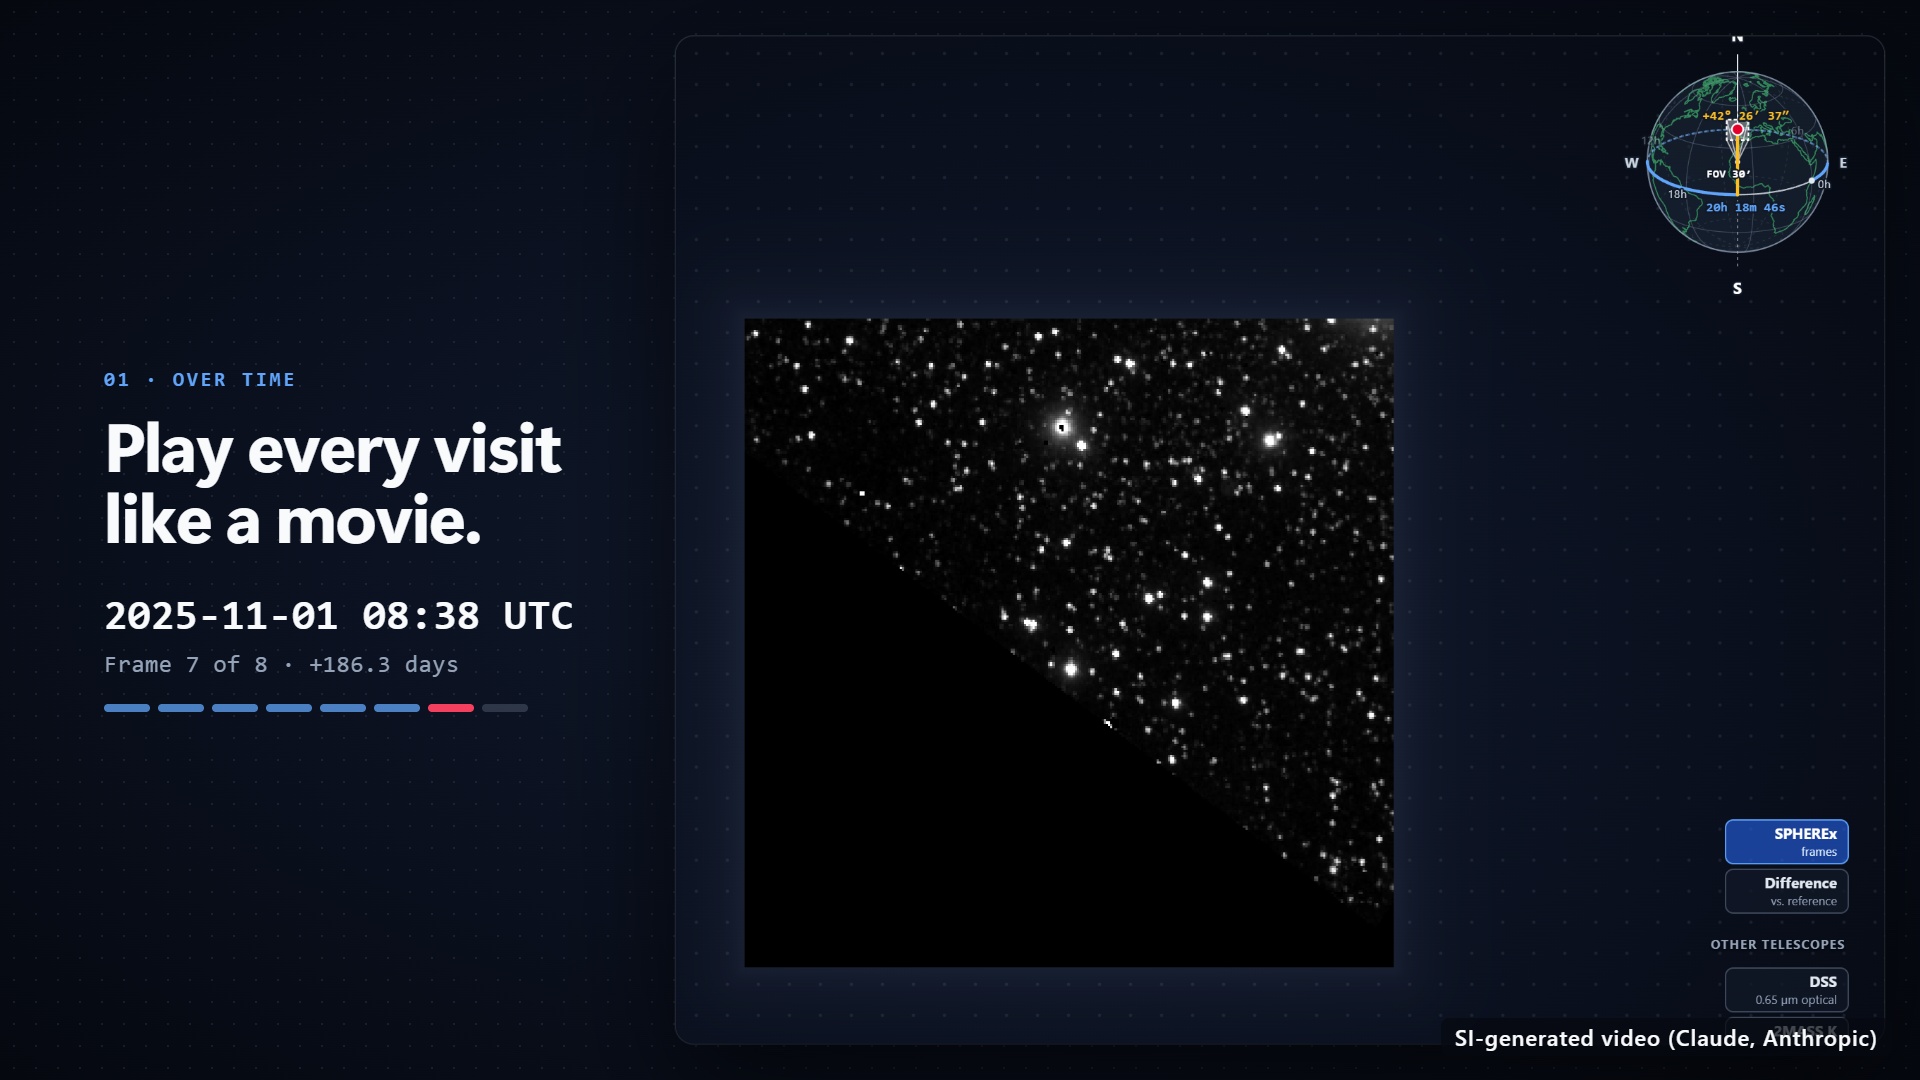 01 · OVER TIME
Play every visit
like a movie.
2025-11-01 08:38 UTC
Frame 7 of 8 · +186.3 days
N
+42° 26′ 37″
6h
W
E
FOV 30′
18h
0h
20h 18m 46s
S
SPHEREx
frames
Difference
vs. reference
OTHER TELESCOPES
DSS
0.65 µm optical
2MASS K
SI-generated video (Claude, Anthropic)